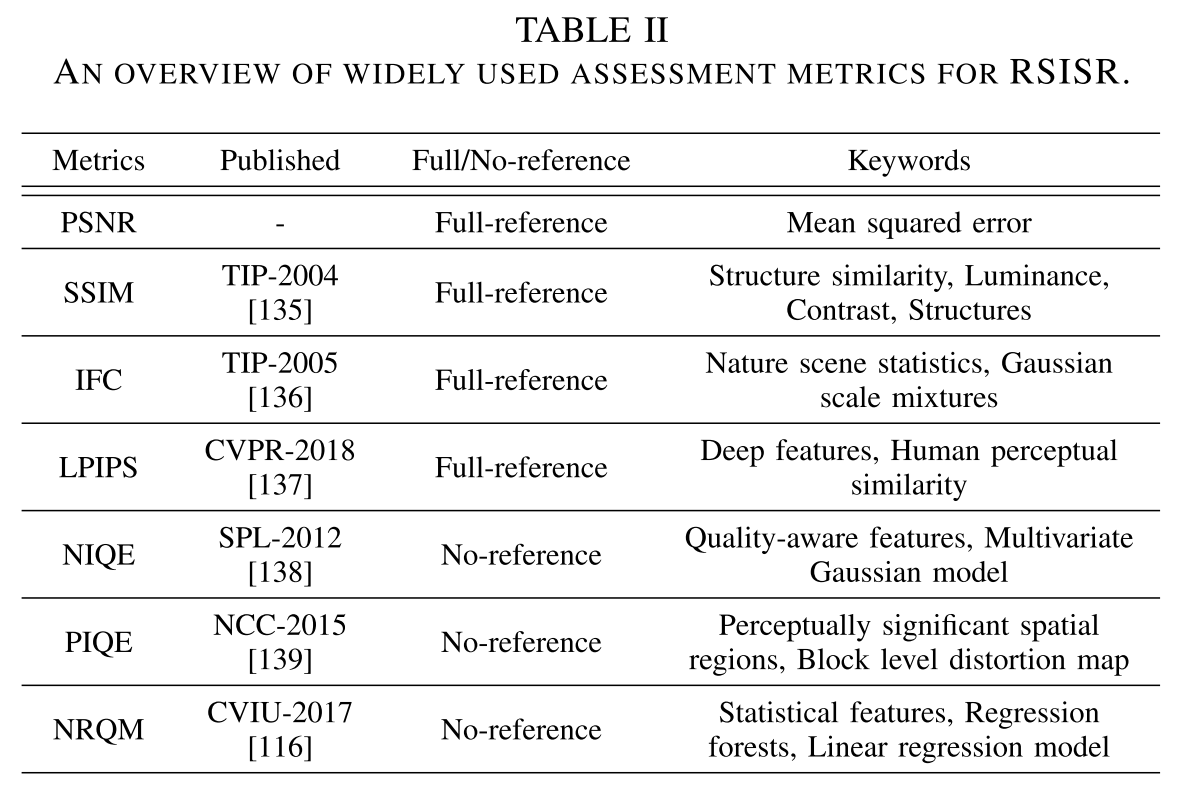 TABLE II
AN OVERVIEW OF WIDELY USED ASSESSMENT METRICS FOR RSISR.
Metrics Published Full/No-reference Keywords
PSNR - Full-reference Mean squared error
SSIM TIP-2004 [135] Full-reference Structure similarity, Luminance,
Contrast, Structures
IFC TIP-2005 [136] Full-reference Nature scene statistics, Gaussian
scale mixtures
LPIPS CVPR-2018 [137] Full-reference Deep features, Human perceptual
similarity
NIQE SPL-2012 [138] No-reference Quality-aware features, Multivariate
Gaussian model
PIQE NCC-2015 [139] No-reference Perceptually significant spatial
regions, Block level distortion map
NRQM CVIU-2017 [116] No-reference Statistical features, Regression
forests, Linear regression model